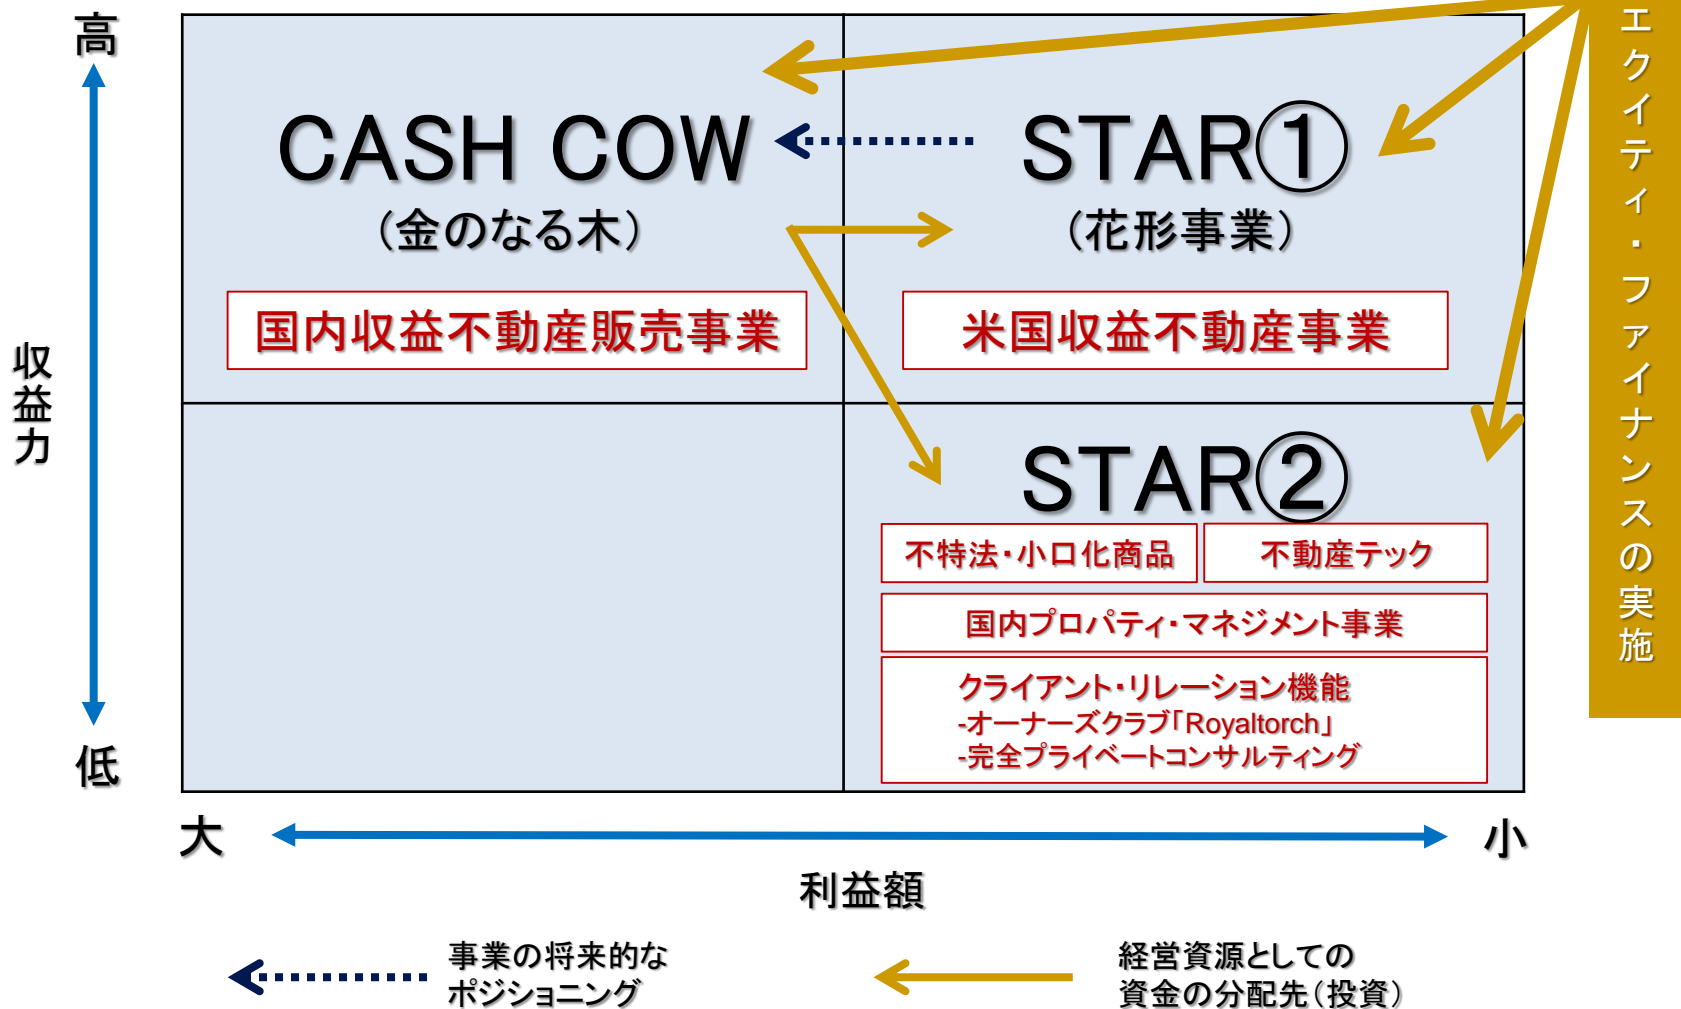 高
収益力
低
CASH COW
（金のなる木）
国内収益不動産販売事業
STAR①
（花形事業）
米国収益不動産事業
STAR②
不特法・小口化商品
不動産テック
国内プロパティ・マネジメント事業
クライアント・リレーション機能
-オーナーズクラブ「Royaltorch」
-完全プライベートコンサルティング
エクイティ・ファイナンスの実施
大
小
利益額
事業の将来的な
ポジショニング
経営資源としての
資金の分配先（投資）